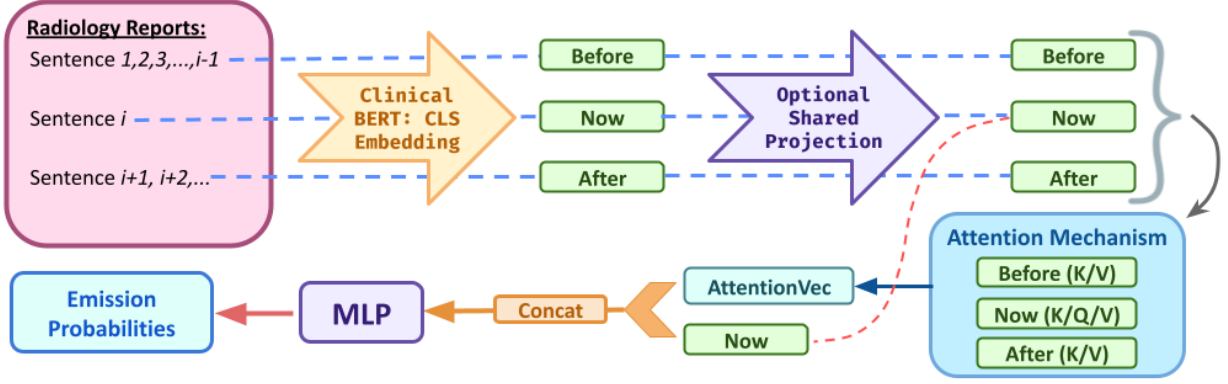 Radiology Reports:
Sentence 1,2,3,...,i-1
Sentence i
Sentence i+1, i+2,...
Clinical
BERT: CLS
Embedding
Before
Now
After
Optional
Shared
Projection
Before
Now
After
Attention Mechanism
Before (K/V)
Now (K/Q/V)
After (K/V)
AttentionVec
Now
Concat
MLP
Emission
Probabilities